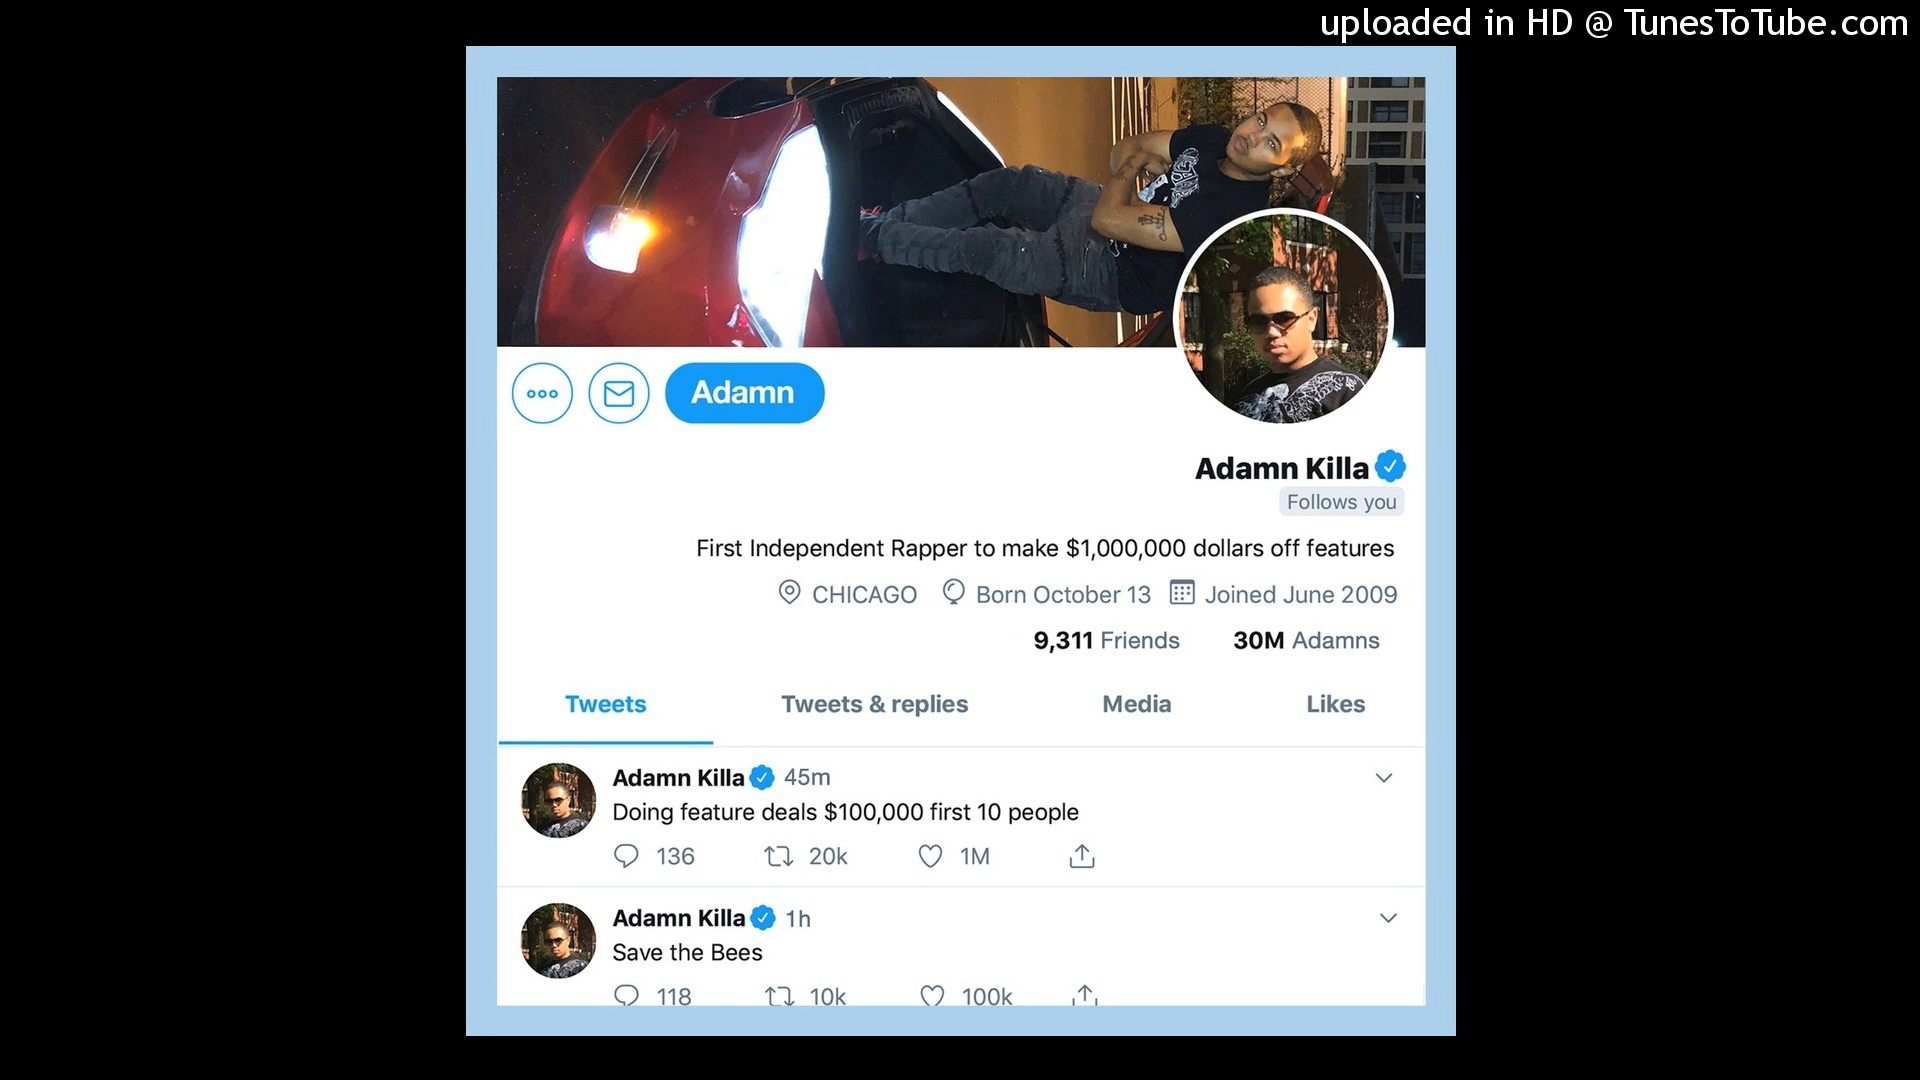 uploaded in HD @ TunesToTube.com
Adamn
Adamn Killa
Follows you
First Independent Rapper to make $1,000,000 dollars off features
CHICAGO Born October 13 Joined June 2009
9,311 Friends 30M Adamns
Tweets Tweets & replies Media Likes
Adamn Killa 45m
Doing feature deals $100,000 first 10 people
136 20k 1M
Adamn Killa 1h
Save the Bees
118 10k 100k